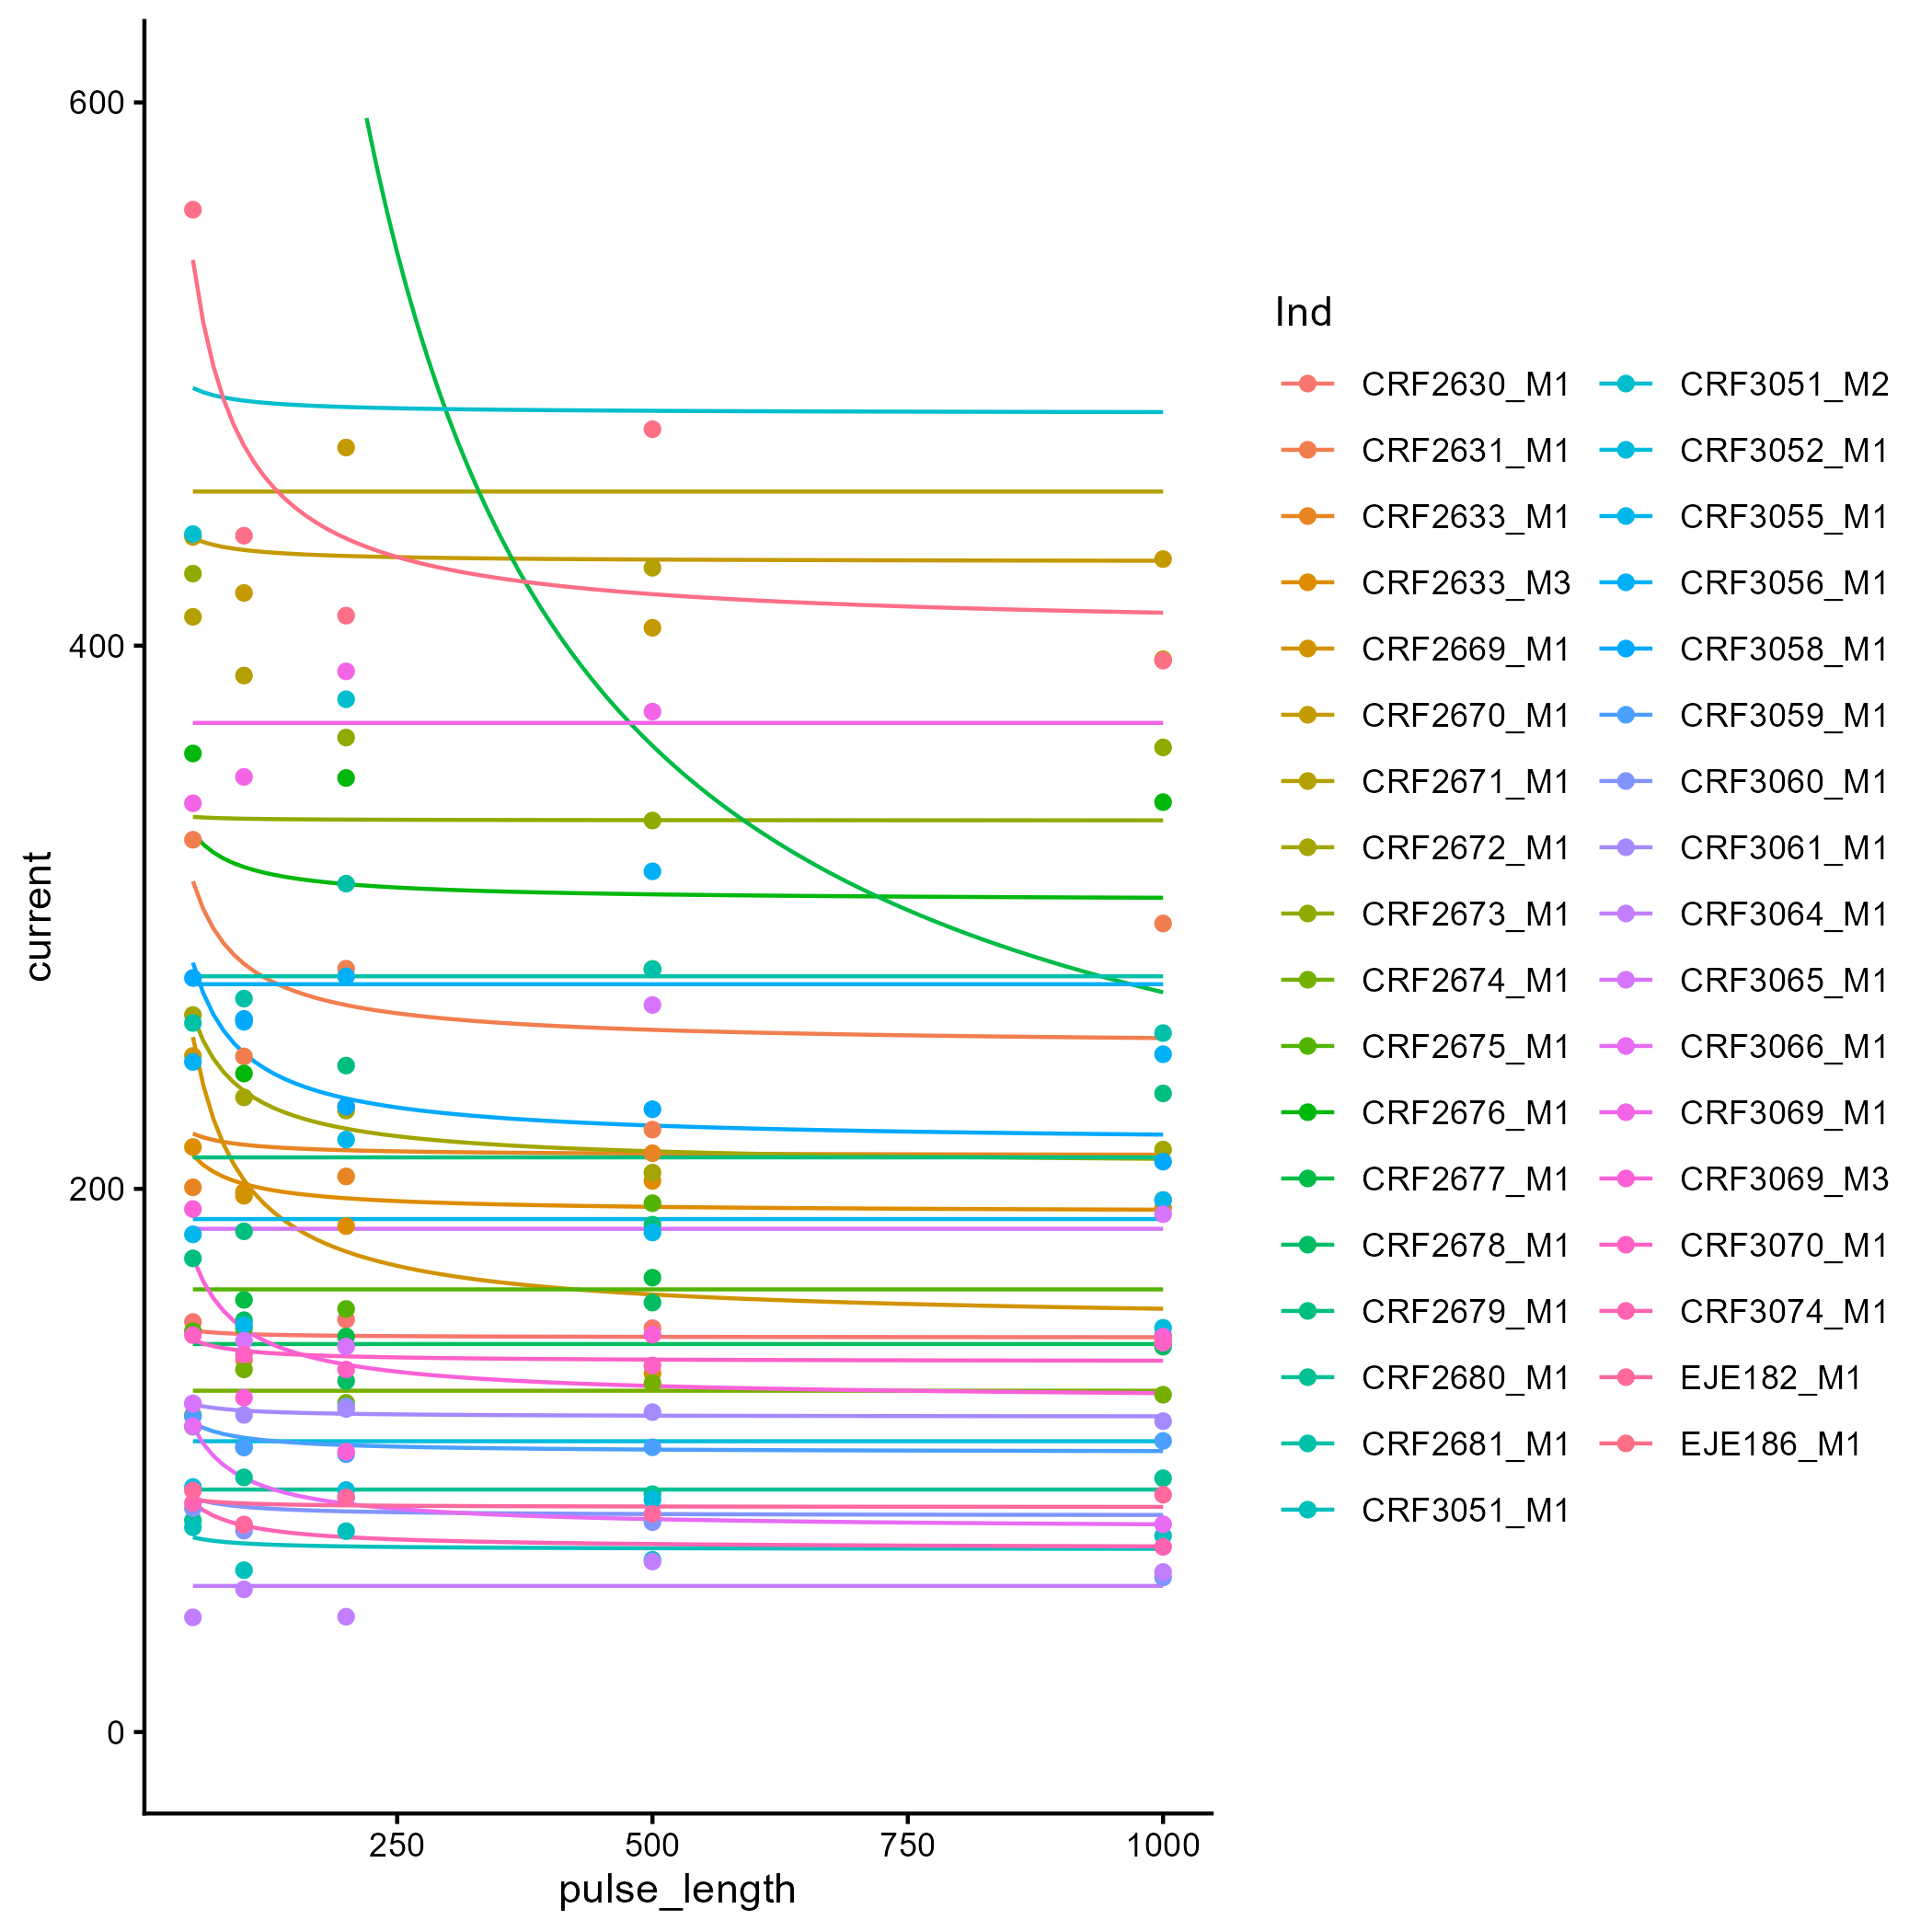 600
400
200
0
current
250 500 750 1000
pulse_length
Ind
CRF2630_M1 CRF3051_M2
CRF2631_M1 CRF3052_M1
CRF2633_M1 CRF3055_M1
CRF2633_M3 CRF3056_M1
CRF2669_M1 CRF3058_M1
CRF2670_M1 CRF3059_M1
CRF2671_M1 CRF3060_M1
CRF2672_M1 CRF3061_M1
CRF2673_M1 CRF3064_M1
CRF2674_M1 CRF3065_M1
CRF2675_M1 CRF3066_M1
CRF2676_M1 CRF3069_M1
CRF2677_M1 CRF3069_M3
CRF2678_M1 CRF3070_M1
CRF2679_M1 CRF3074_M1
CRF2680_M1 EJE182_M1
CRF2681_M1 EJE186_M1
CRF3051_M1